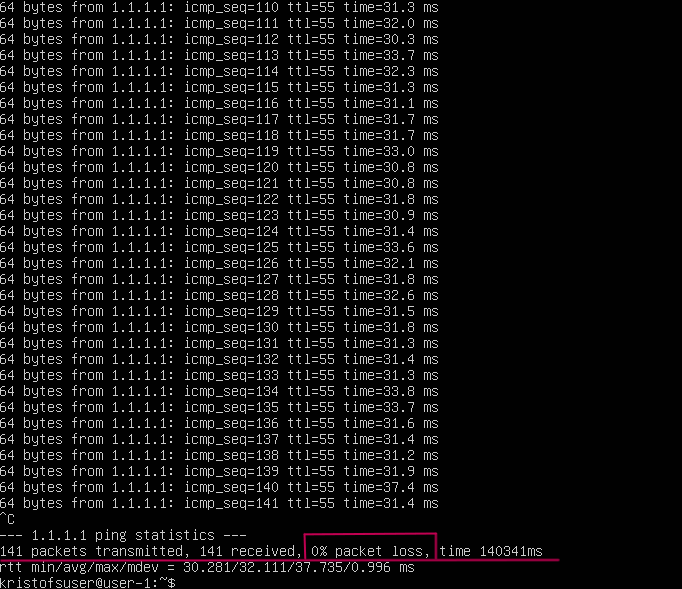 64 bytes from 1.1.1.1: icmp_seq=110 ttl=55 time=31.3 ms
64 bytes from 1.1.1.1: icmp_seq=111 ttl=55 time=32.0 ms
64 bytes from 1.1.1.1: icmp_seq=112 ttl=55 time=30.3 ms
64 bytes from 1.1.1.1: icmp_seq=113 ttl=55 time=33.7 ms
64 bytes from 1.1.1.1: icmp_seq=114 ttl=55 time=32.3 ms
64 bytes from 1.1.1.1: icmp_seq=115 ttl=55 time=31.3 ms
64 bytes from 1.1.1.1: icmp_seq=116 ttl=55 time=31.1 ms
64 bytes from 1.1.1.1: icmp_seq=117 ttl=55 time=31.7 ms
64 bytes from 1.1.1.1: icmp_seq=118 ttl=55 time=31.7 ms
64 bytes from 1.1.1.1: icmp_seq=119 ttl=55 time=33.0 ms
64 bytes from 1.1.1.1: icmp_seq=120 ttl=55 time=30.8 ms
64 bytes from 1.1.1.1: icmp_seq=121 ttl=55 time=30.8 ms
64 bytes from 1.1.1.1: icmp_seq=122 ttl=55 time=31.8 ms
64 bytes from 1.1.1.1: icmp_seq=123 ttl=55 time=30.9 ms
64 bytes from 1.1.1.1: icmp_seq=124 ttl=55 time=31.4 ms
64 bytes from 1.1.1.1: icmp_seq=125 ttl=55 time=33.6 ms
64 bytes from 1.1.1.1: icmp_seq=126 ttl=55 time=32.1 ms
64 bytes from 1.1.1.1: icmp_seq=127 ttl=55 time=31.8 ms
64 bytes from 1.1.1.1: icmp_seq=128 ttl=55 time=32.6 ms
64 bytes from 1.1.1.1: icmp_seq=129 ttl=55 time=31.5 ms
64 bytes from 1.1.1.1: icmp_seq=130 ttl=55 time=31.8 ms
64 bytes from 1.1.1.1: icmp_seq=131 ttl=55 time=31.3 ms
64 bytes from 1.1.1.1: icmp_seq=132 ttl=55 time=31.4 ms
64 bytes from 1.1.1.1: icmp_seq=133 ttl=55 time=31.3 ms
64 bytes from 1.1.1.1: icmp_seq=134 ttl=55 time=33.8 ms
64 bytes from 1.1.1.1: icmp_seq=135 ttl=55 time=33.7 ms
64 bytes from 1.1.1.1: icmp_seq=136 ttl=55 time=31.6 ms
64 bytes from 1.1.1.1: icmp_seq=137 ttl=55 time=31.4 ms
64 bytes from 1.1.1.1: icmp_seq=138 ttl=55 time=31.2 ms
64 bytes from 1.1.1.1: icmp_seq=139 ttl=55 time=31.9 ms
64 bytes from 1.1.1.1: icmp_seq=140 ttl=55 time=37.4 ms
64 bytes from 1.1.1.1: icmp_seq=141 ttl=55 time=31.4 ms
^C
--- 1.1.1.1 ping statistics ---
141 packets transmitted, 141 received, 0% packet loss, time 140341ms
rtt min/avg/max/mdev = 30.281/32.111/37.735/0.996 ms
kristofsuser@user-1:~$